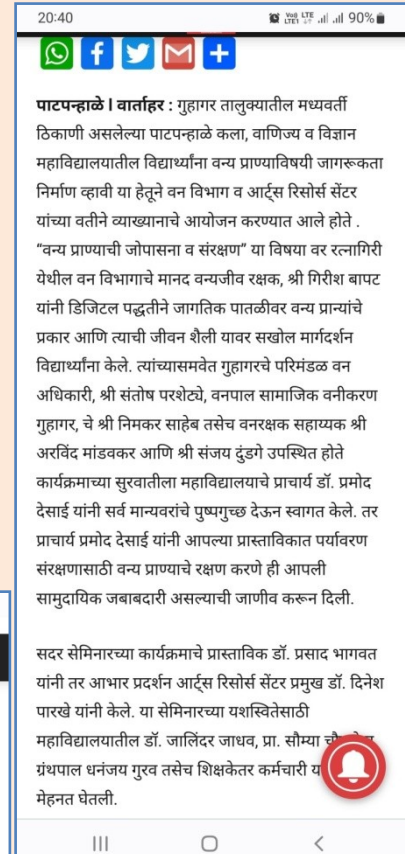 20:40
Vo9 LTE 90%
पाटपन्हाळे । वार्ताहर : गुहागर तालुक्यातील मध्यवर्ती
ठिकाणी असलेल्या पाटपन्हाळे कला, वाणिज्य व विज्ञान
महाविद्यालयातील विद्यार्थ्यांना वन्य प्राण्याविषयी जागरूकता
निर्माण व्हावी या हेतूने वन विभाग व आर्ट्स रिसोर्स सेंटर
यांच्या वतीने व्याख्यानाचे आयोजन करण्यात आले होते .
“वन्य प्राण्याची जोपासना व संरक्षण” या विषया वर रत्नागिरी
येथील वन विभागाचे मानद वन्यजीव रक्षक, श्री गिरीश बापट
यांनी डिजिटल पद्धतीने जागतिक पातळीवर वन्य प्रान्यांचे
प्रकार आणि त्याची जीवन शैली यावर सखोल मार्गदर्शन
विद्यार्थ्यांना केले. त्यांच्यासमवेत गुहागरचे परिमंडळ वन
अधिकारी, श्री संतोष परशेट्ये, वनपाल सामाजिक वनीकरण
गुहागर, चे श्री निमकर साहेब तसेच वनरक्षक सहाय्यक श्री
अरविंद मांडवकर आणि श्री संजय दुंडगे उपस्थित होते
कार्यक्रमाच्या सुरवातीला महाविद्यालयाचे प्राचार्य डॉ. प्रमोद
देसाई यांनी सर्व मान्यवरांचे पुष्पगुच्छ देऊन स्वागत केले. तर
प्राचार्य प्रमोद देसाई यांनी आपल्या प्रास्ताविकात पर्यावरण
संरक्षणासाठी वन्य प्राण्याचे रक्षण करणे ही आपली
सामुदायिक जबाबदारी असल्याची जाणीव करून दिली.
सदर सेमिनारच्या कार्यक्रमाचे प्रास्ताविक डॉ. प्रसाद भागवत
यांनी तर आभार प्रदर्शन आर्ट्स रिसोर्स सेंटर प्रमुख डॉ. दिनेश
पारखे यांनी केले. या सेमिनारच्या यशस्वितेसाठी
महाविद्यालयातील डॉ. जालिंदर जाधव, प्रा. सौम्या
ग्रंथपाल धनंजय गुरव तसेच शिक्षकेतर कर्मचारी
मेहनत घेतली.